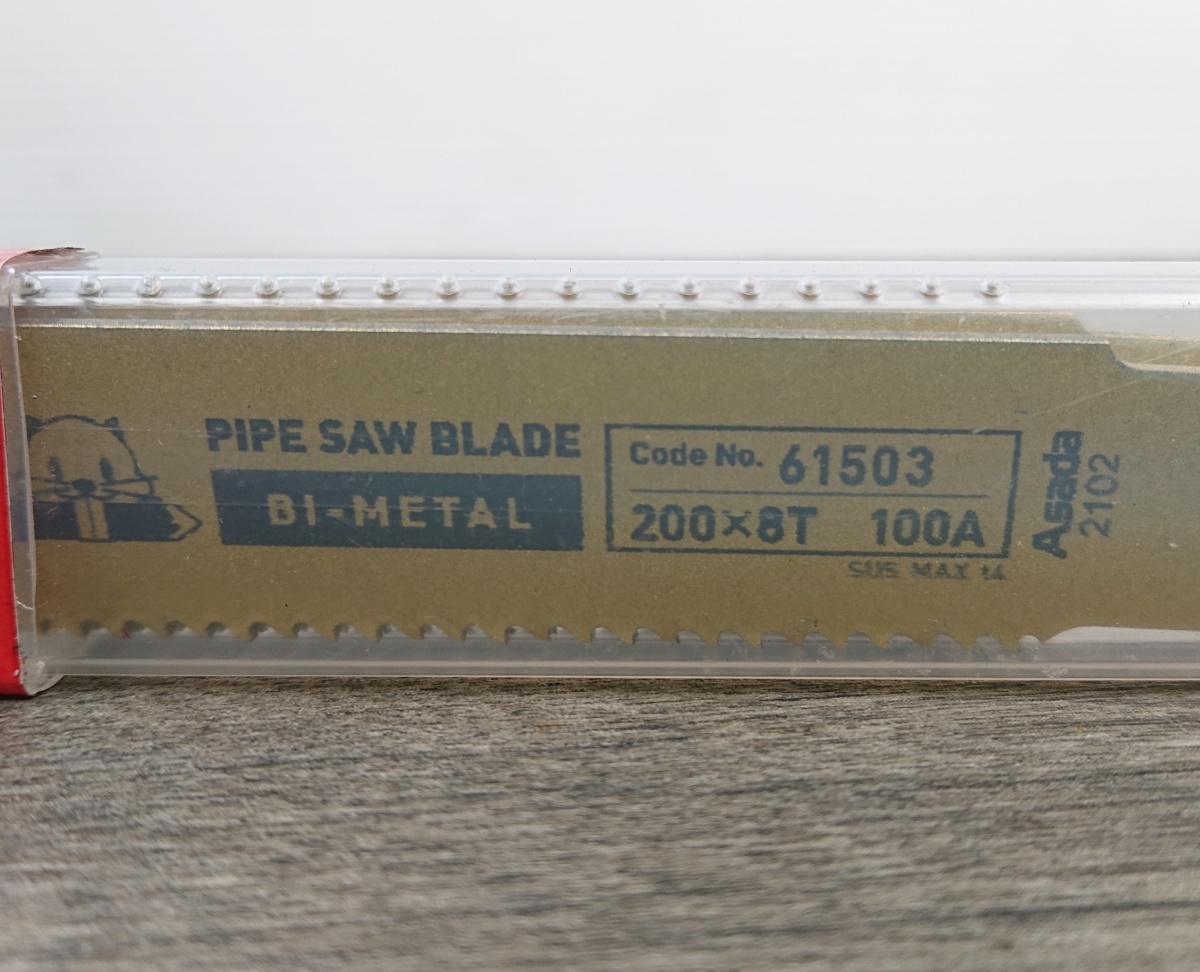 PIPE SAW BLADE
BI-METAL
Code No. 61503
200×8T 100A
SUS MAX t4
Asada
2102